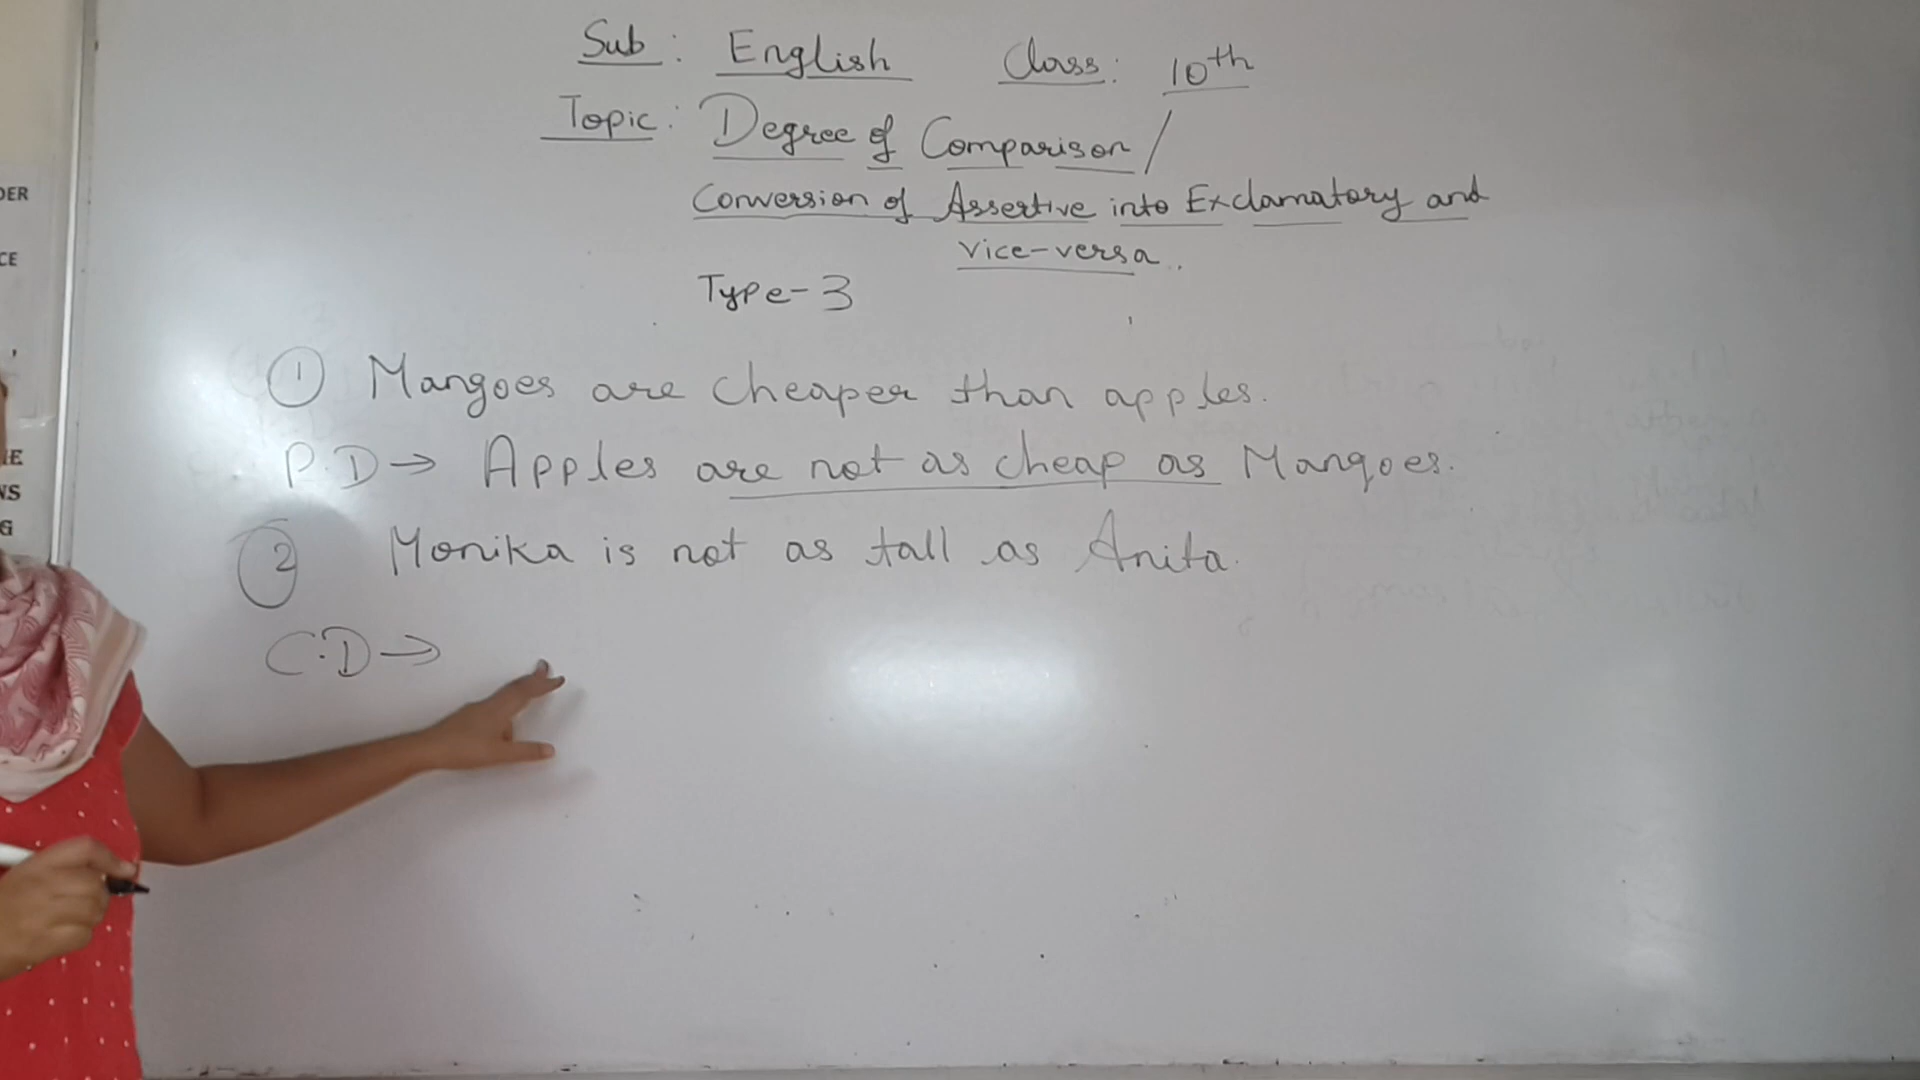 Sub: English Class: 10th
Topic: Degree of Comparison/
Conversion of Assertive into Exclamatory and
vice-versa.
Type-3
1 Mangoes are cheaper than apples.
P.D → Apples are not as cheap as Mangoes.
2 Monika is not as tall as Anita.
C.D →
DER
CE